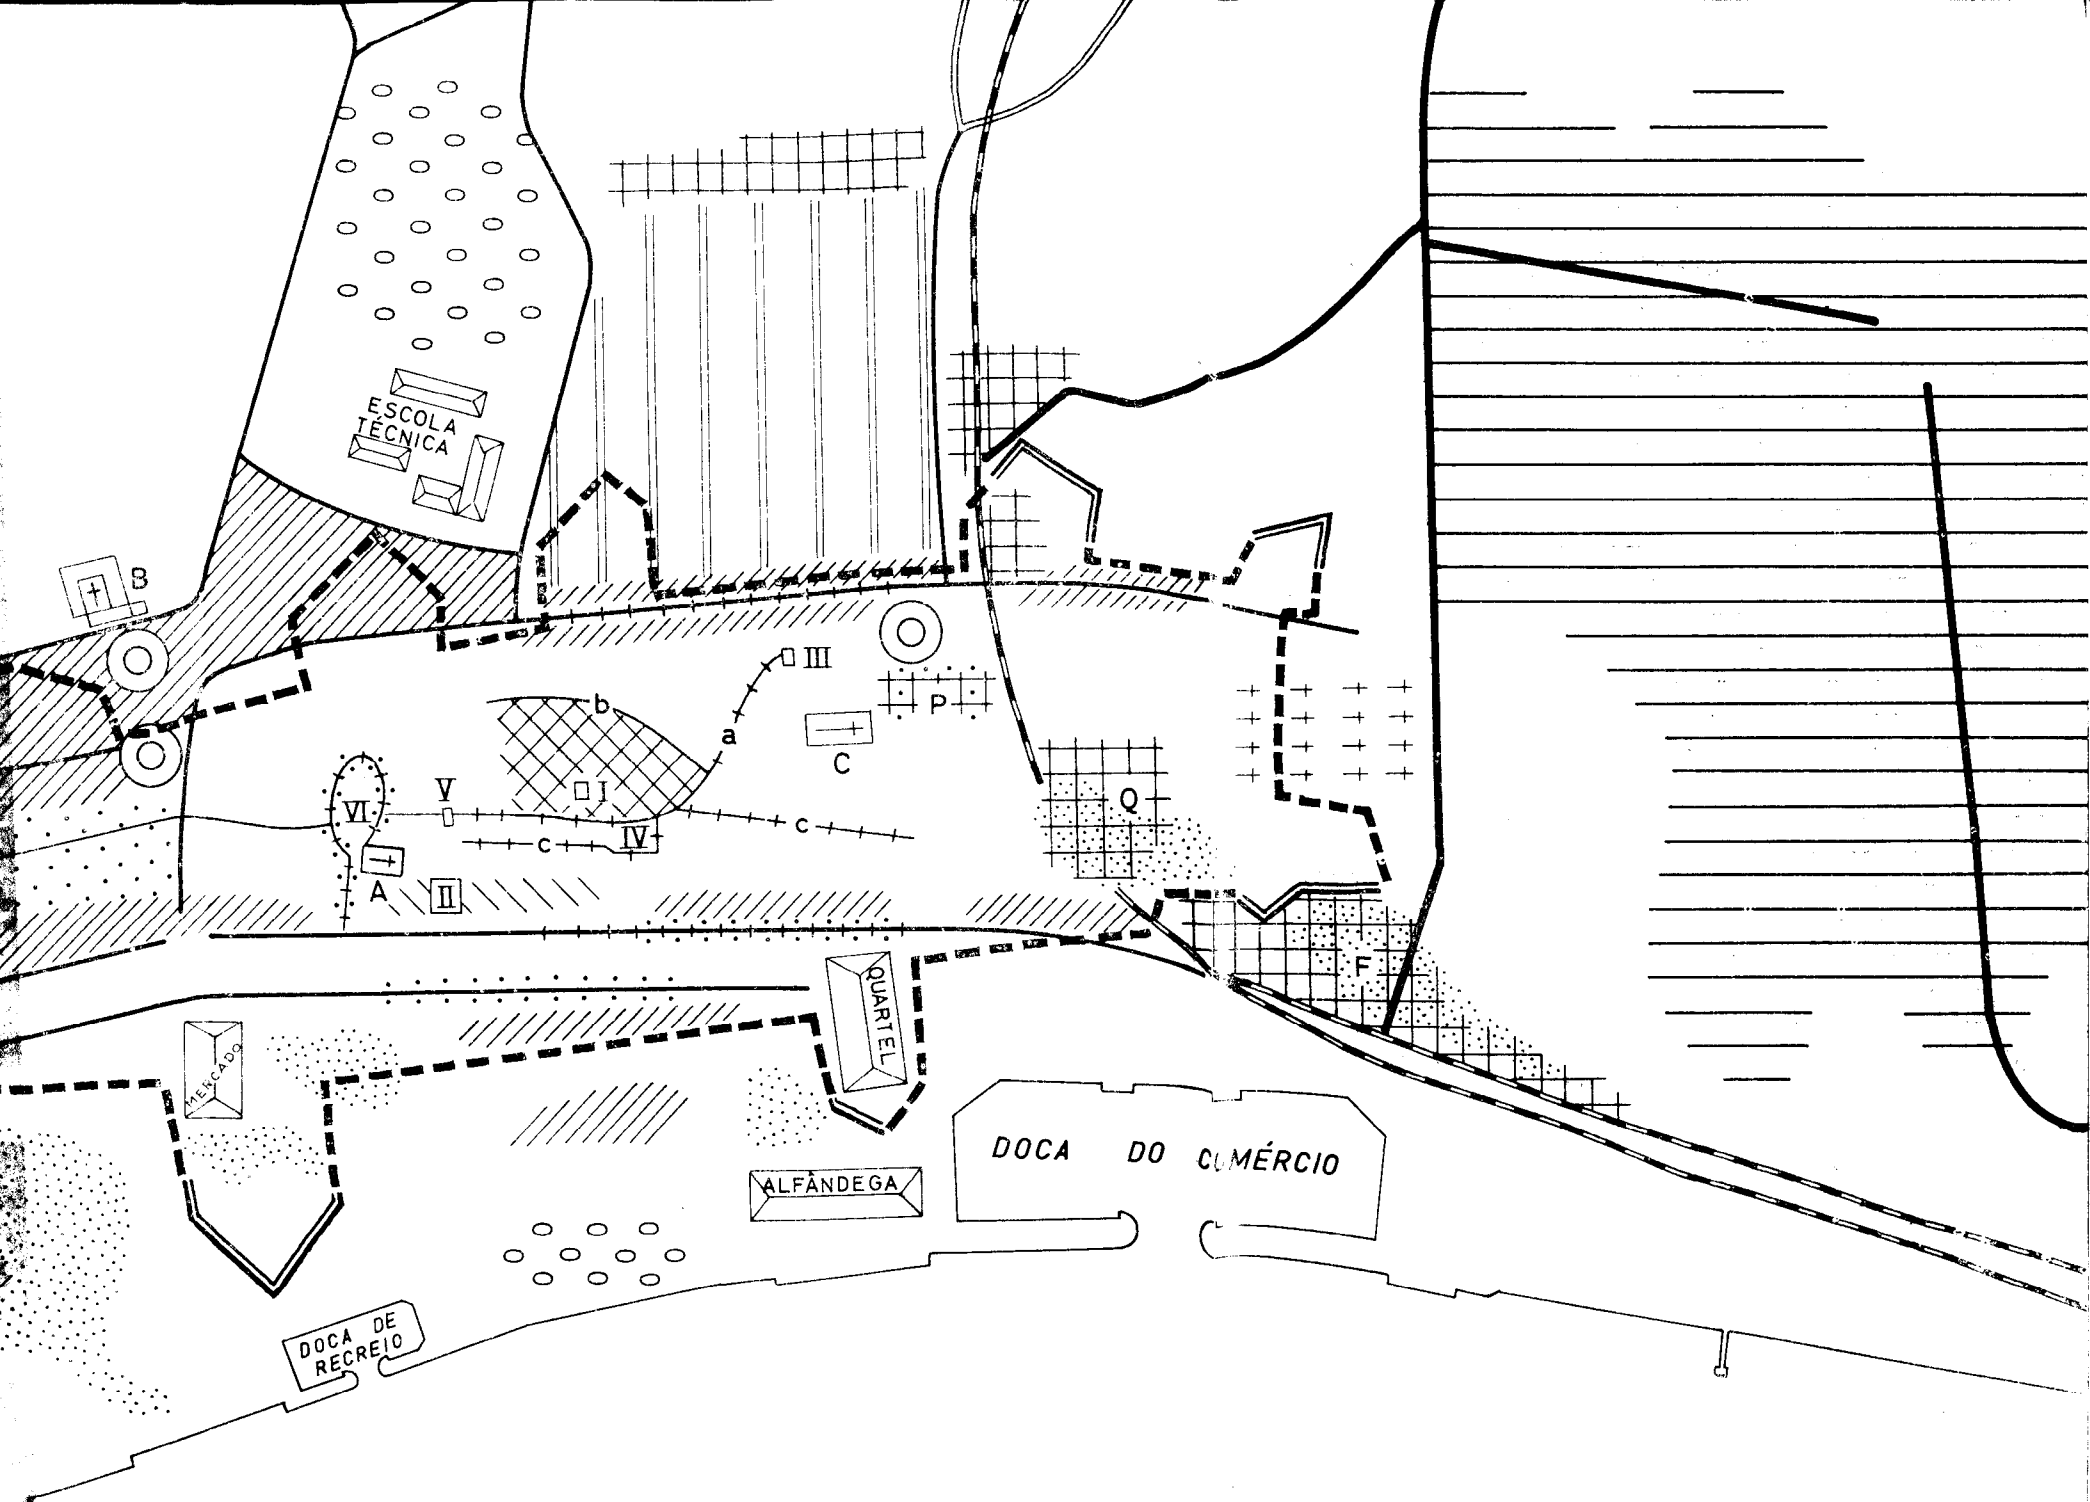 ESCOLA
TÉCNICA
B
III
b
P
a
C
V
I
Q
VI
c
IV
c
A
II
F
QUARTEL
MERCADO
DOCA DO COMÉRCIO
ALFÂNDEGA
DOCA DE
RECREIO